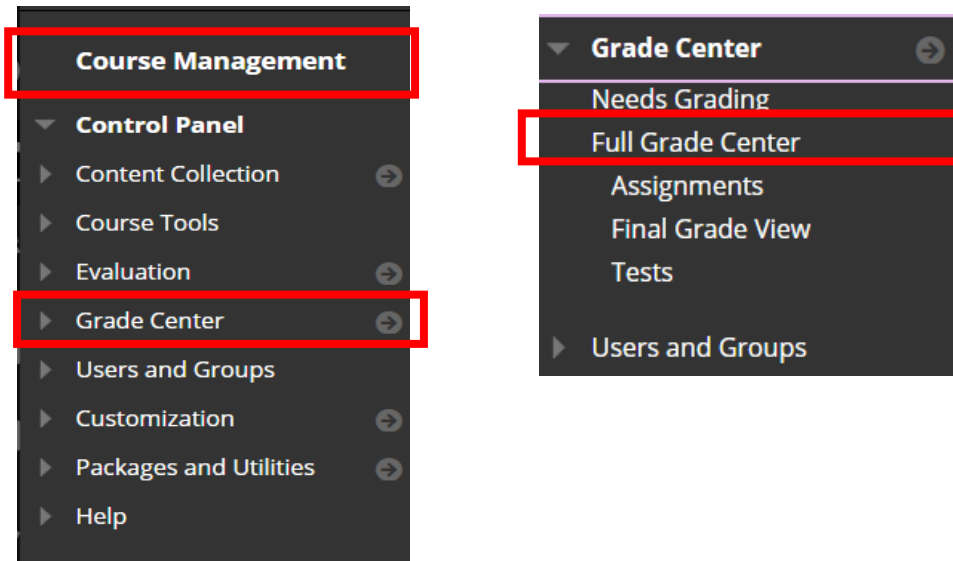 Course Management
Control Panel
Content Collection
Course Tools
Evaluation
Grade Center
Users and Groups
Customization
Packages and Utilities
Help
Grade Center
Needs Grading
Full Grade Center
Assignments
Final Grade View
Tests
Users and Groups